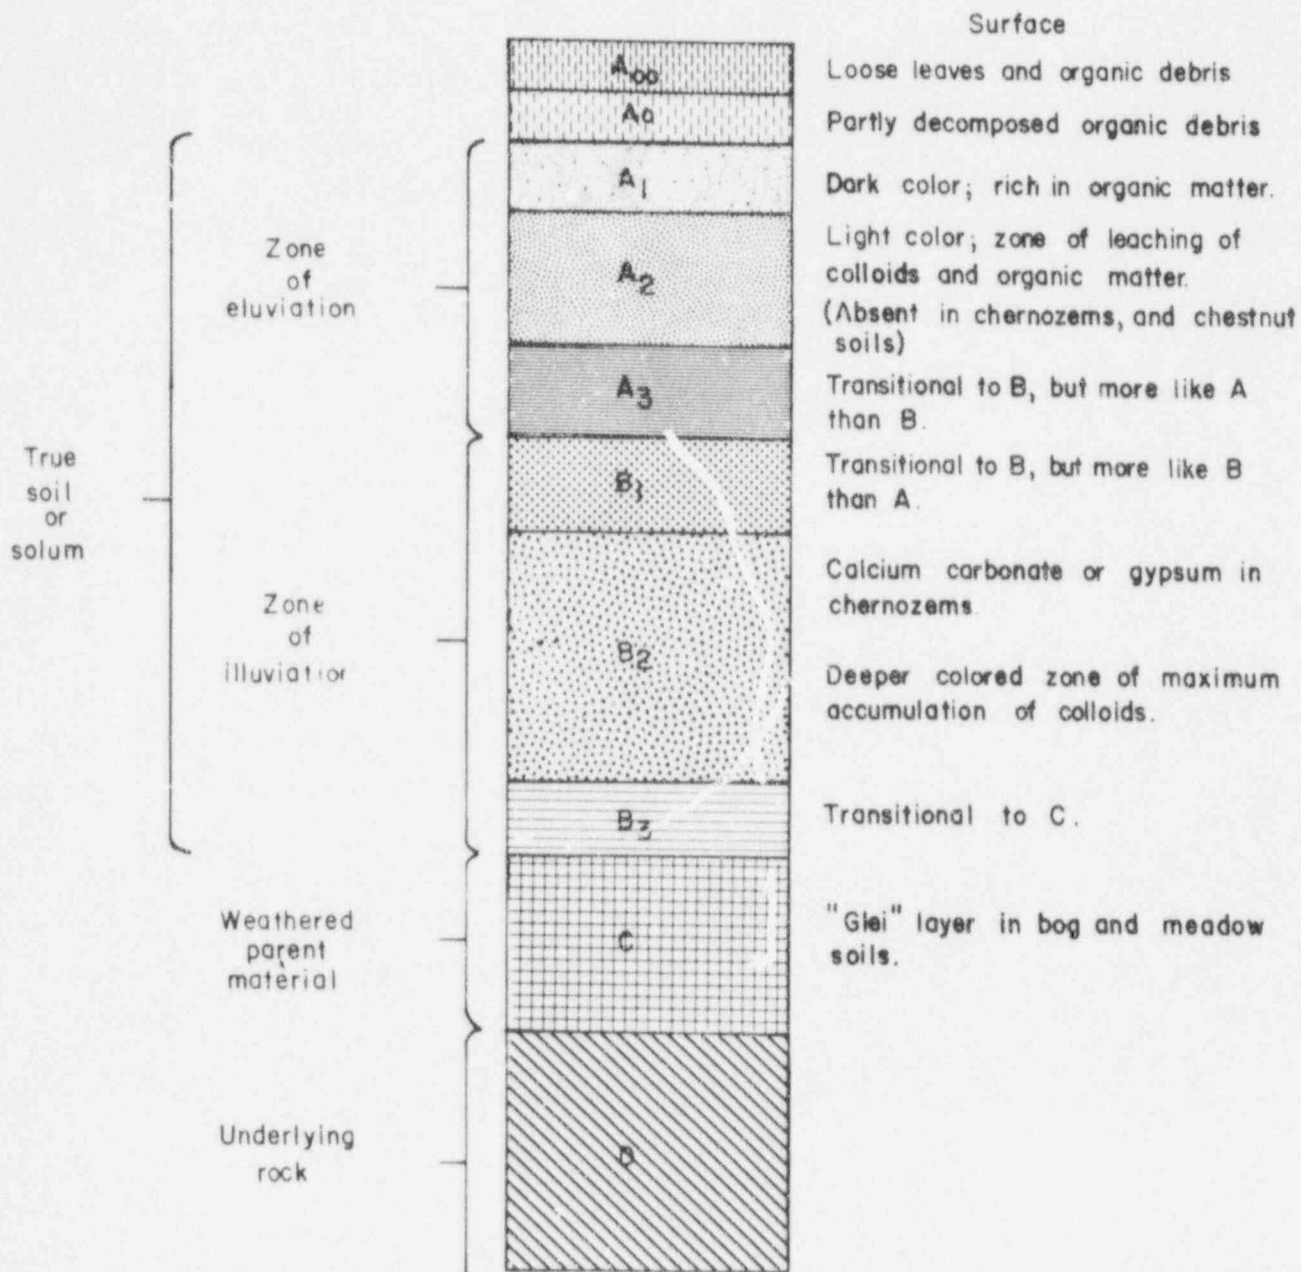 Surface
A₀₀
Loose leaves and organic debris
A₀
Partly decomposed organic debris
A₁
Dark color; rich in organic matter.
Zone
of
eluviation
A₂
Light color; zone of leaching of
colloids and organic matter.
(Absent in chernozems, and chestnut
soils)
A₃
Transitional to B, but more like A
than B.
True
soil
or
solum
B₁
Transitional to B, but more like B
than A.
Zone
of
illuviation
B₂
Calcium carbonate or gypsum in
chernozems
Deeper colored zone of maximum
accumulation of colloids.
B₃
Transitional to C.
Weathered
parent
material
C
"Glei" layer in bog and meadow
soils.
Underlying
rock
D